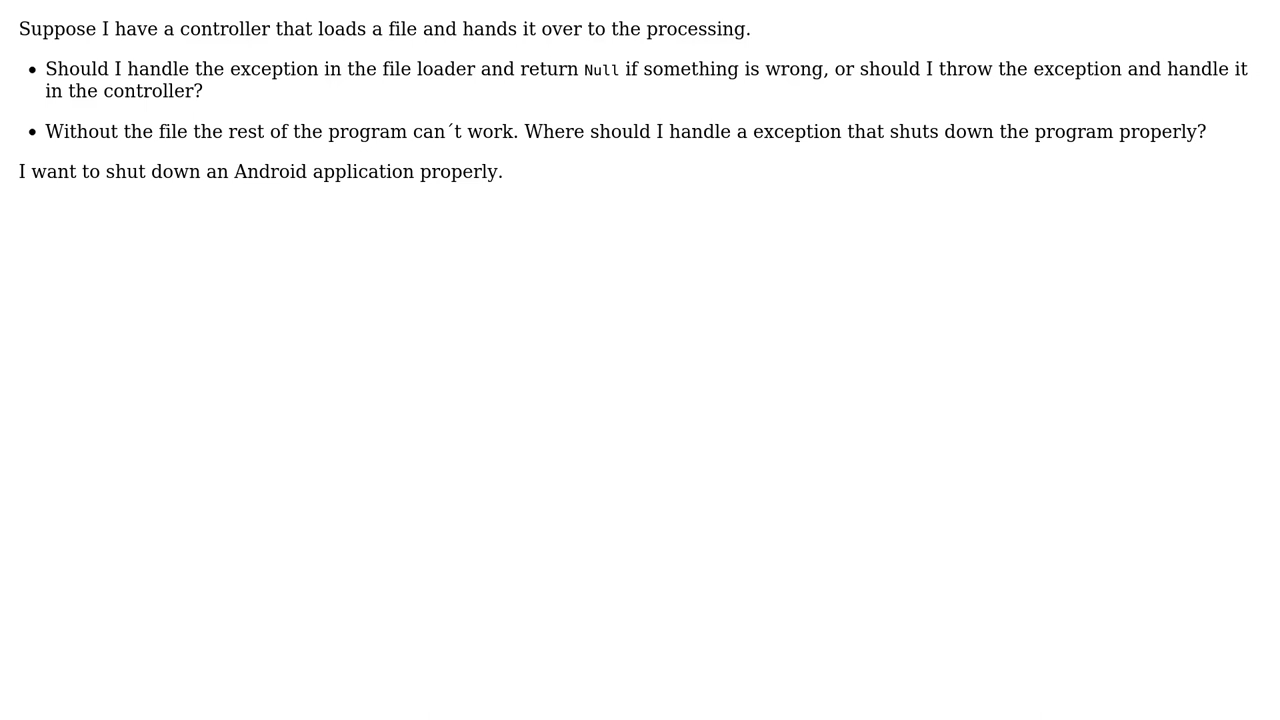 Suppose I have a controller that loads a file and hands it over to the processing.
• Should I handle the exception in the file loader and return Null if something is wrong, or should I throw the exception and handle it
in the controller?
• Without the file the rest of the program can´t work. Where should I handle a exception that shuts down the program properly?
I want to shut down an Android application properly.